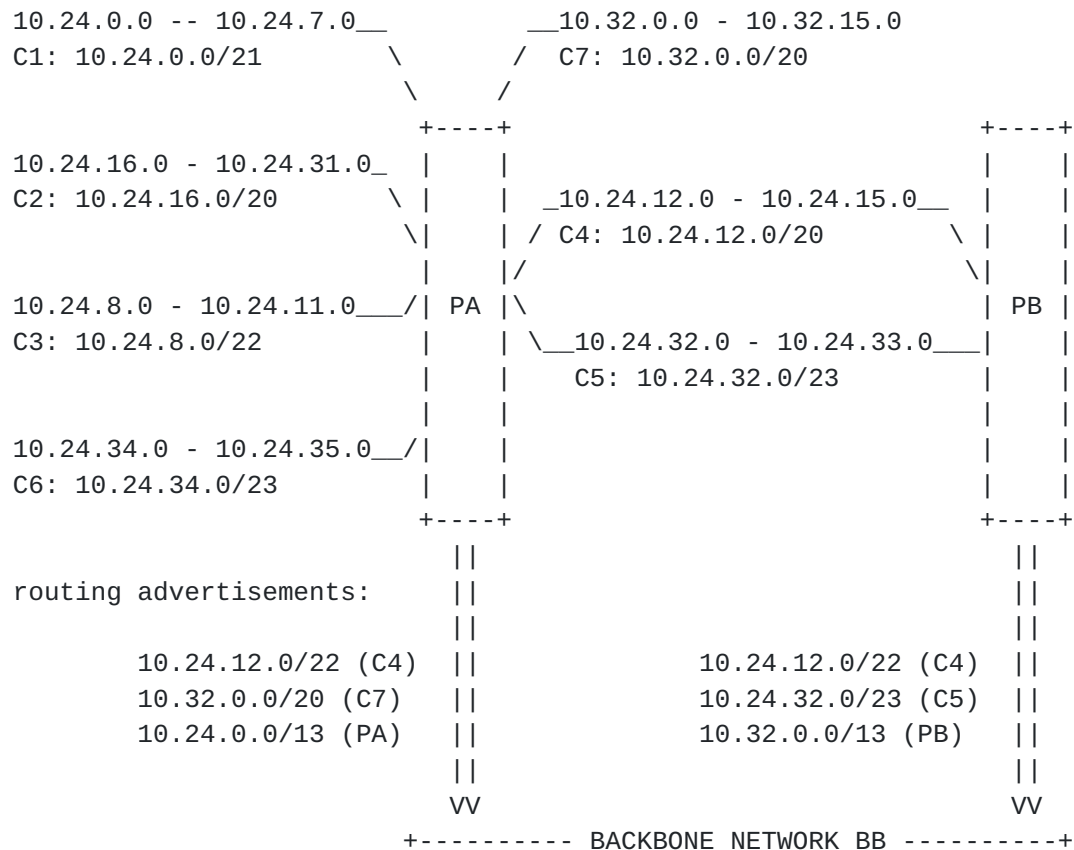 10.24.0.0 -- 10.24.7.0__         __10.32.0.0 - 10.32.15.0
C1: 10.24.0.0/21        \       /  C7: 10.32.0.0/20
                         \     /
                          +----+                              +----+
10.24.16.0 - 10.24.31.0_  |    |                              |    |
C2: 10.24.16.0/20       \ |    |  _10.24.12.0 - 10.24.15.0__  |    |
                         \|    | / C4: 10.24.12.0/20        \ |    |
                          |    |/                            \|    |
10.24.8.0 - 10.24.11.0___/| PA |\                             | PB |
C3: 10.24.8.0/22          |    | \__10.24.32.0 - 10.24.33.0___|    |
                          |    |    C5: 10.24.32.0/23         |    |
                          |    |                              |    |
10.24.34.0 - 10.24.35.0__/|    |                              |    |
C6: 10.24.34.0/23         |    |                              |    |
                          +----+                              +----+
                            ||                                  ||
routing advertisements:     ||                                  ||
                            ||                                  ||
        10.24.12.0/22 (C4)  ||              10.24.12.0/22 (C4)  ||
        10.32.0.0/20 (C7)   ||              10.24.32.0/23 (C5)  ||
        10.24.0.0/13 (PA)   ||              10.32.0.0/13 (PB)   ||
                            ||                                  ||
                            VV                                  VV
                         +---------- BACKBONE NETWORK BB ----------+